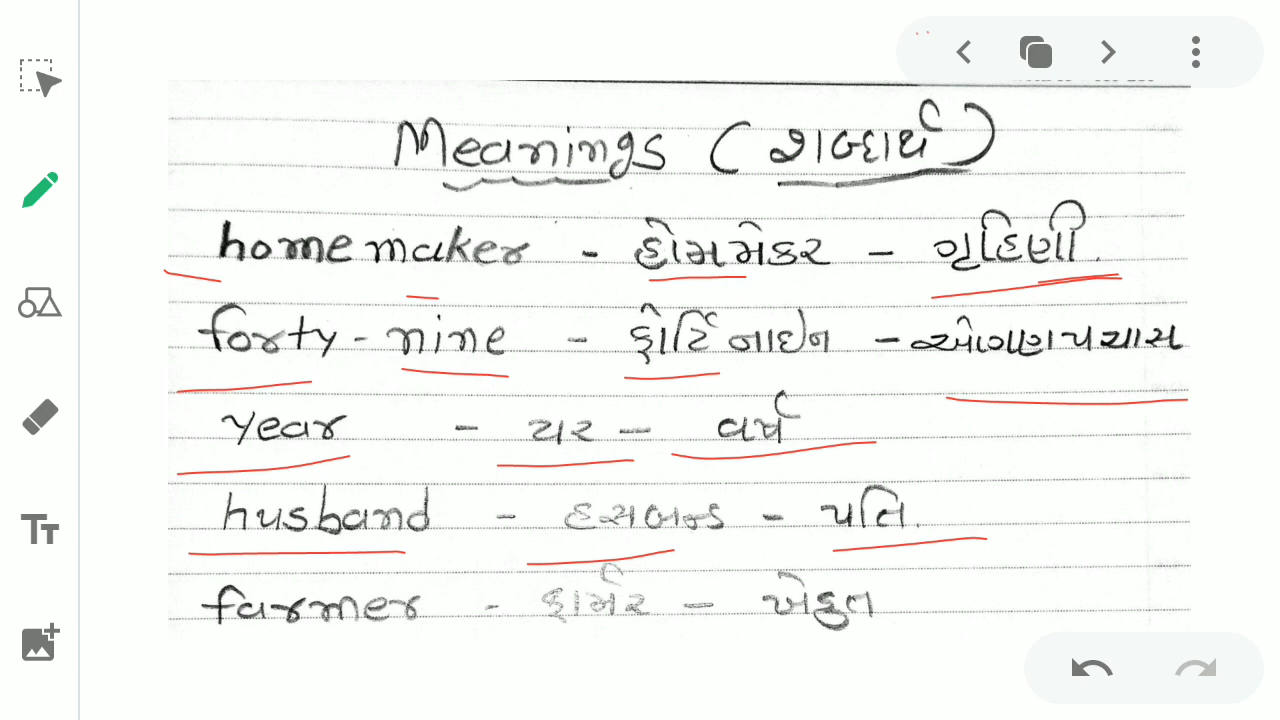 Meanings (શબ્દાર્થ)
homemaker - હોમમેકર - ગૃહિણી.
forty-nine - ફોર્ટિ નાઇન - ઓગણપચાસ
year - યર - વર્ષ
husband - હસબન્ડ - પતિ.
farmer - ફાર્મર - ખેડુત